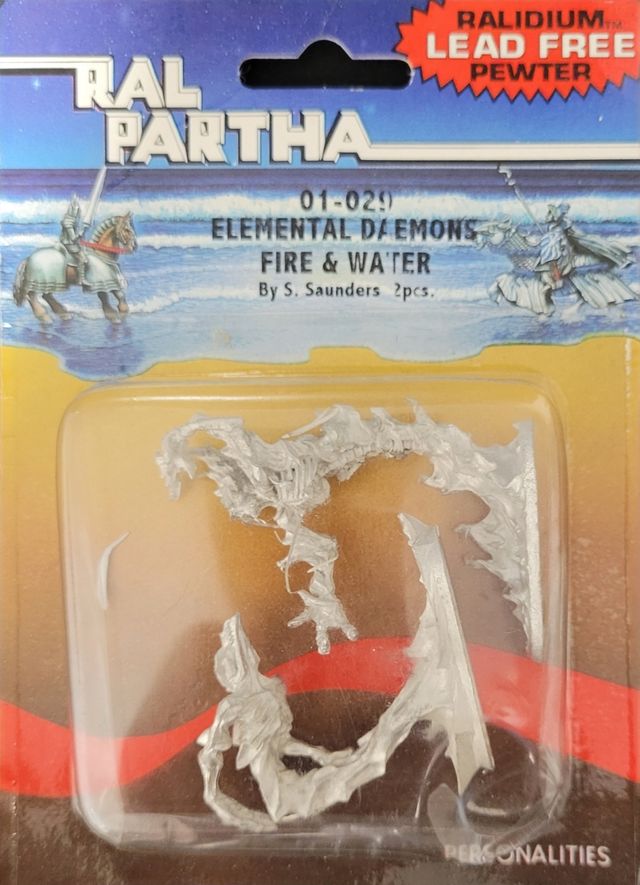 RALIDIUM™
LEAD FREE
PEWTER
RAL
PARTHA
01-029
ELEMENTAL DAEMONS
FIRE & WATER
By S. Saunders 2pcs.
PERSONALITIES